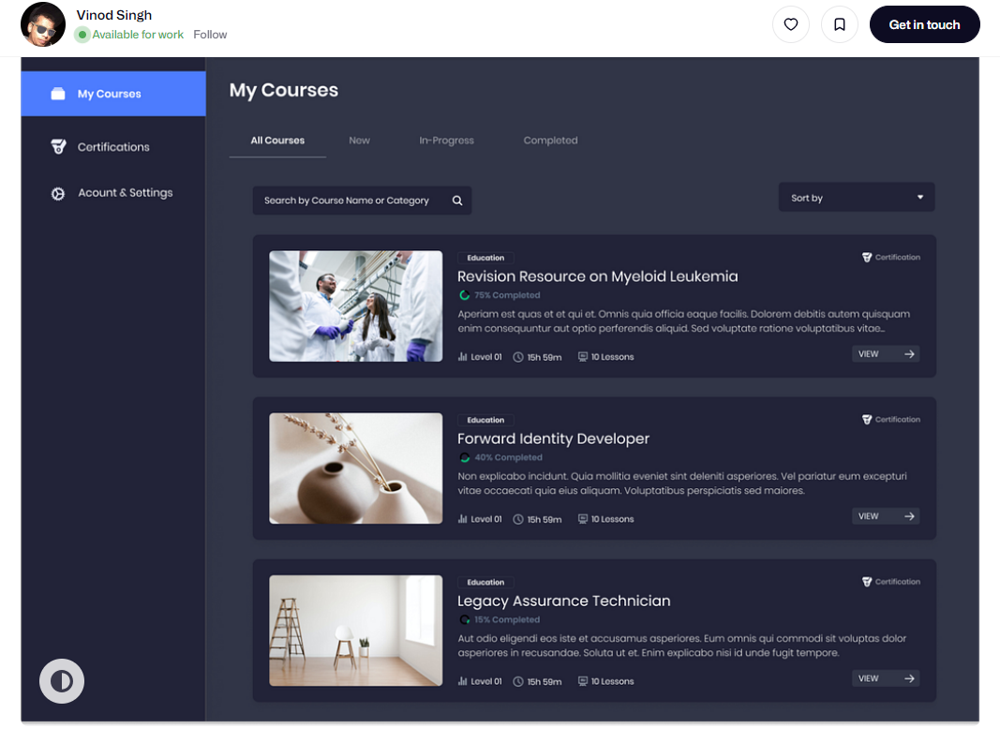 Vinod Singh
Available for work Follow
Get in touch
My Courses
Certifications
Acount & Settings
My Courses
All Courses New In-Progress Completed
Search by Course Name or Category
Sort by
Education
Certification
Revision Resource on Myeloid Leukemia
75% Completed
Aperiam est quas et et qui et. Omnis quia officia eaque facilis. Dolorem debitis autem quisquam
enim consequuntur aut optio perferendis aliquid. Sed voluptate ratione voluptatibus vitae...
Level 01 15h 59m 10 Lessons
VIEW
Education
Certification
Forward Identity Developer
40% Completed
Non explicabo incidunt. Quia mollitia eveniet sint deleniti asperiores. Vel pariatur eum excepturi
vitae occaecati quia eius aliquam. Voluptatibus perspiciatis sed maiores.
Level 01 15h 59m 10 Lessons
VIEW
Education
Certification
Legacy Assurance Technician
15% Completed
Aut odio eligendi eos iste et accusamus asperiores. Eum omnis qui commodi sit voluptas dolor
asperiores in recusandae. Soluta ut et. Enim explicabo nisi id unde fugit tempore.
Level 01 15h 59m 10 Lessons
VIEW